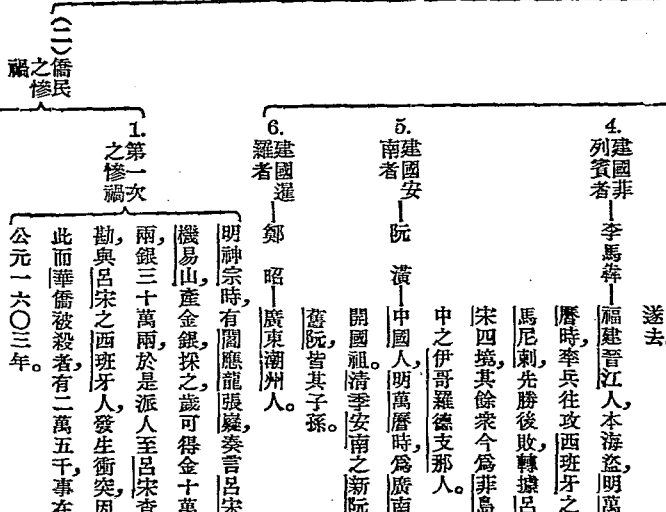 遂去。
4.
建國菲
列賓者
李馬犇
福建晉江人，本海盜，明萬
曆時，率兵往攻西班牙之
馬尼剌，先勝後敗，轉據呂
宋四境，其餘衆今爲菲島
中之伊哥羅德支那人。
5.
建國安
南者
阮潢
中國人，明萬曆時，爲廣南
開國祖。清季安南之新阮
舊阮，皆其子孫。
6.
建國暹
羅者
鄭昭
廣東潮州人。
(二)僑民
之慘
禍
1.
第一次
之慘禍
明神宗時，有閻應龍張疑，奏言呂宋
機易山，產金銀，採之，歲可得金十萬
兩，銀三十萬兩，於是派人至呂宋查
勘，與呂宋之西班牙人，發生衝突，因
此而華僑被殺者，有二萬五千，事在
公元一六〇三年。